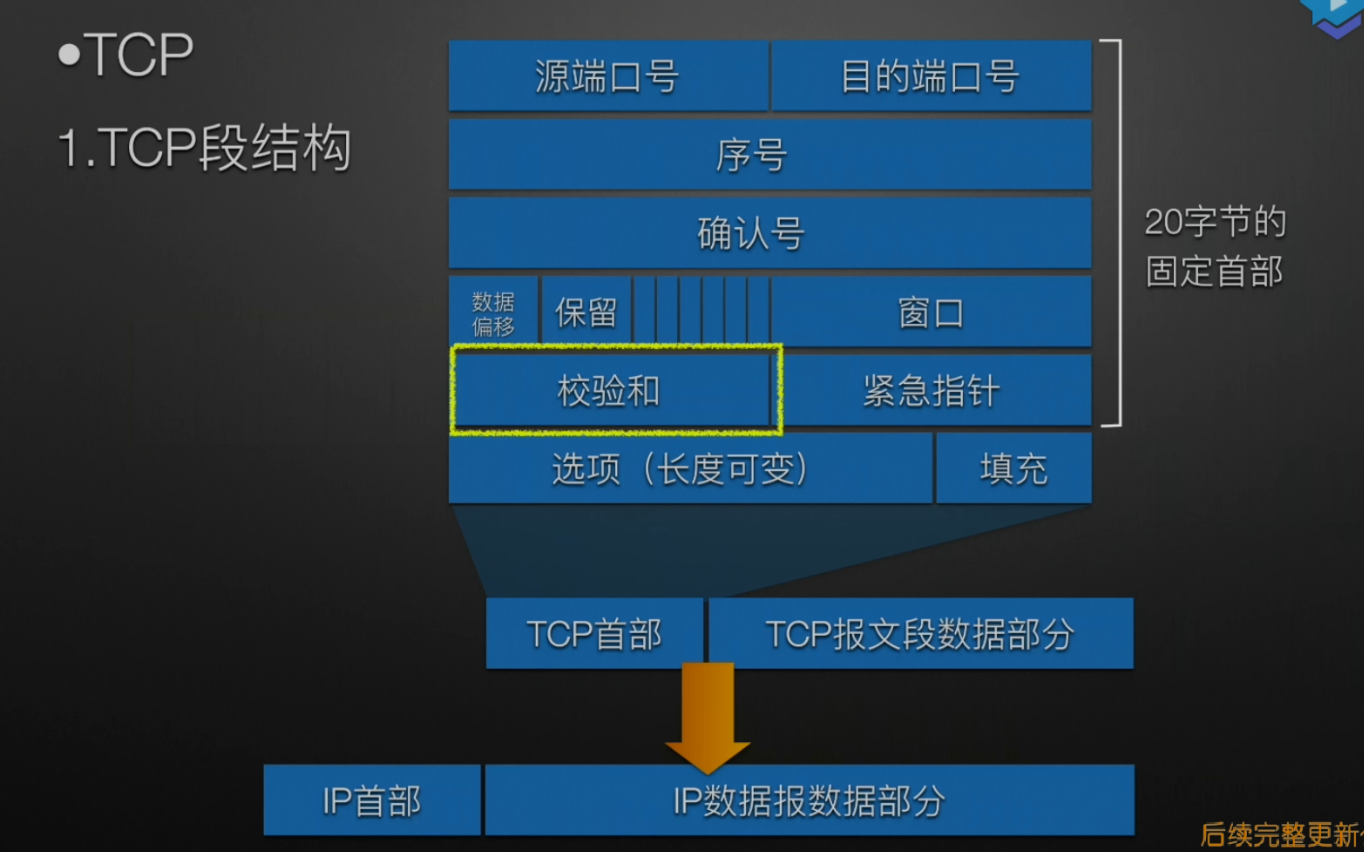 •TCP
1.TCP段结构
源端口号
目的端口号
序号
确认号
数据
偏移
保留
窗口
校验和
紧急指针
选项（长度可变）
填充
20字节的
固定首部
TCP首部
TCP报文段数据部分
IP首部
IP数据报数据部分
后续完整更新